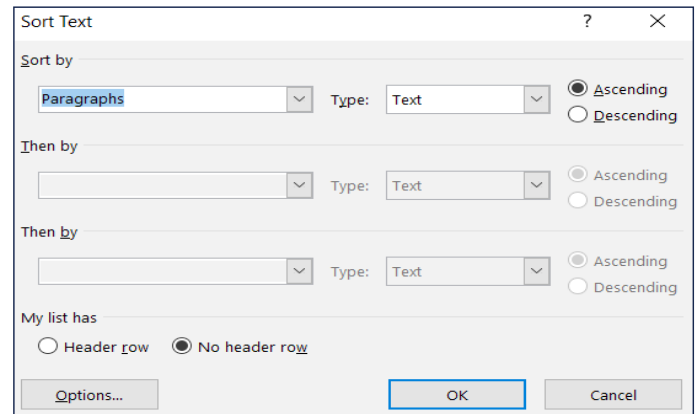 Sort Text ?
Sort by
Paragraphs Type: Text Ascending
Descending
Then by
Type: Text Ascending
Descending
Then by
Type: Text Ascending
Descending
My list has
Header row No header row
Options... OK Cancel